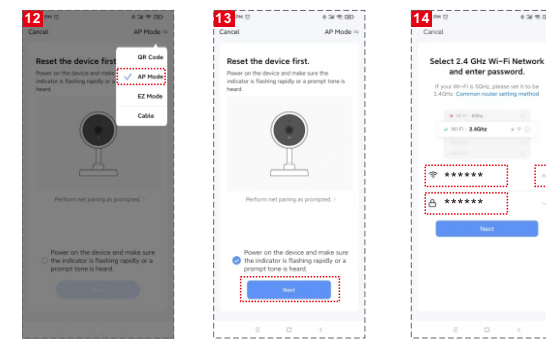 12
Cancel
AP Mode
Reset the device first
Power on the device and make
indicator is flashing rapidly or a
heard.
QR Code
AP Mode
EZ Mode
Cable
Perform net pairing as prompted.
Power on the device and make sure
the indicator is flashing rapidly or a
prompt tone is heard.
13
Cancel
AP Mode
Reset the device first.
Power on the device and make sure the
indicator is flashing rapidly or a prompt tone is
heard.
Perform net pairing as prompted.
Power on the device and make sure
the indicator is flashing rapidly or a
prompt tone is heard.
Next
14
Cancel
Select 2.4 GHz Wi-Fi Network
and enter password.
If your Wi-Fi is 5GHz, please set it to be
2.4GHz. Common router setting method
Wi-Fi - 5Ghz
Wi-Fi - 2.4Ghz
******
******
Next